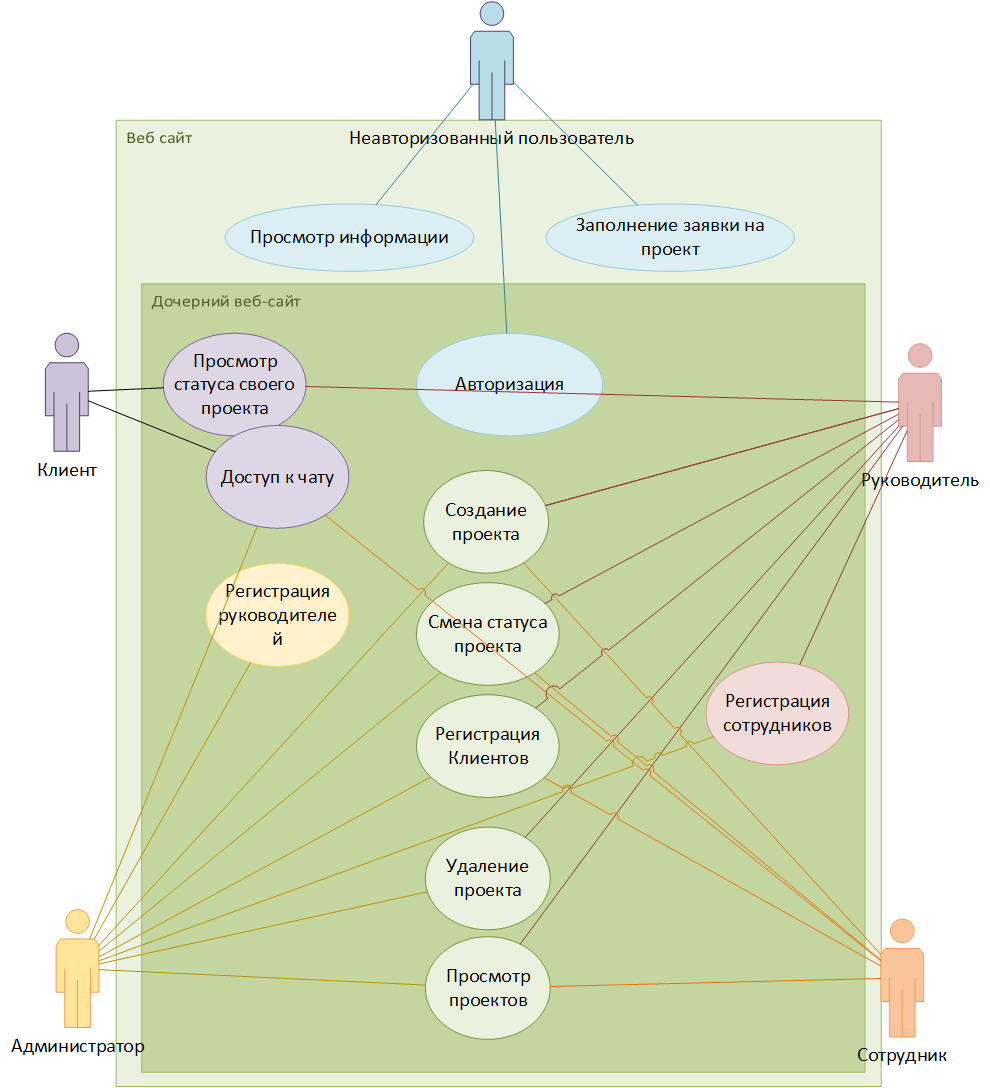 Веб сайт
Неавторизованный пользователь
Просмотр информации
Заполнение заявки на
проект
Дочерний веб-сайт
Просмотр
статуса своего
проекта
Авторизация
Клиент
Доступ к чату
Руководитель
Создание
проекта
Регистрация
руководителе
й
Смена статуса
проекта
Регистрация
сотрудников
Регистрация
Клиентов
Удаление
проекта
Просмотр
проектов
Администратор
Сотрудник